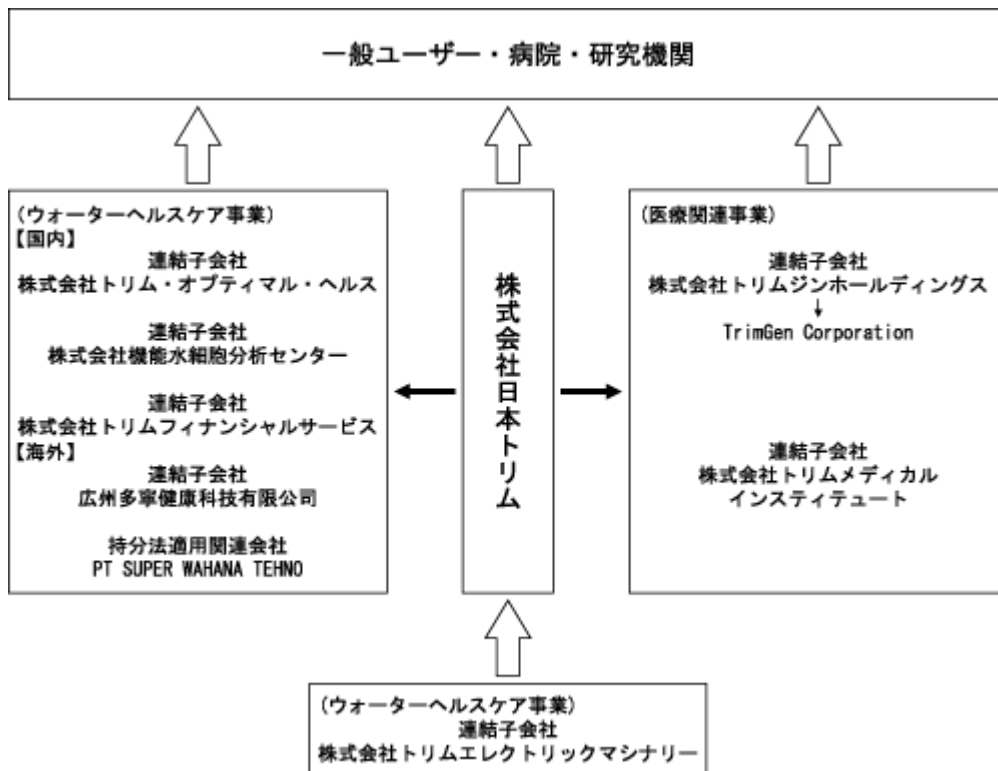 一般ユーザー・病院・研究機関
(ウォーターヘルスケア事業)
【国内】
連結子会社
株式会社トリム・オプティマル・ヘルス
連結子会社
株式会社機能水細胞分析センター
連結子会社
株式会社トリムフィナンシャルサービス
【海外】
連結子会社
広州多寧健康科技有限公司
持分法適用関連会社
PT SUPER WAHANA TEHNO
株式会社日本トリム
(医療関連事業)
連結子会社
株式会社トリムジンホールディングス
↓
TrimGen Corporation
連結子会社
株式会社トリムメディカル
インスティテュート
(ウォーターヘルスケア事業)
連結子会社
株式会社トリムエレクトリックマシナリー